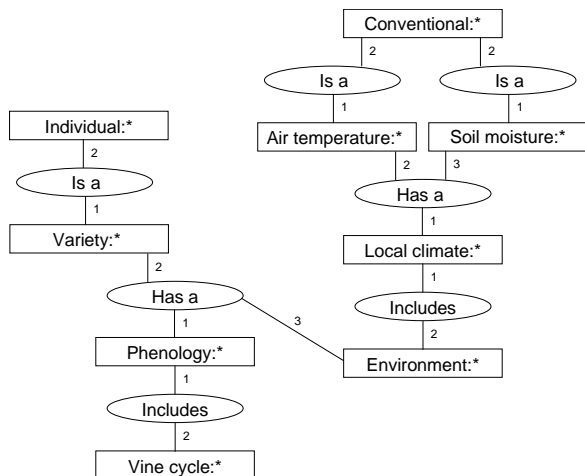 Conventional:*
2
2
Is a
Is a
1
1
Individual:*
Air temperature:*
Soil moisture:*
2
2
3
Is a
Has a
1
1
Variety:*
Local climate:*
2
1
Has a
Includes
1
3
2
Phenology:*
Environment:*
1
Includes
2
Vine cycle:*